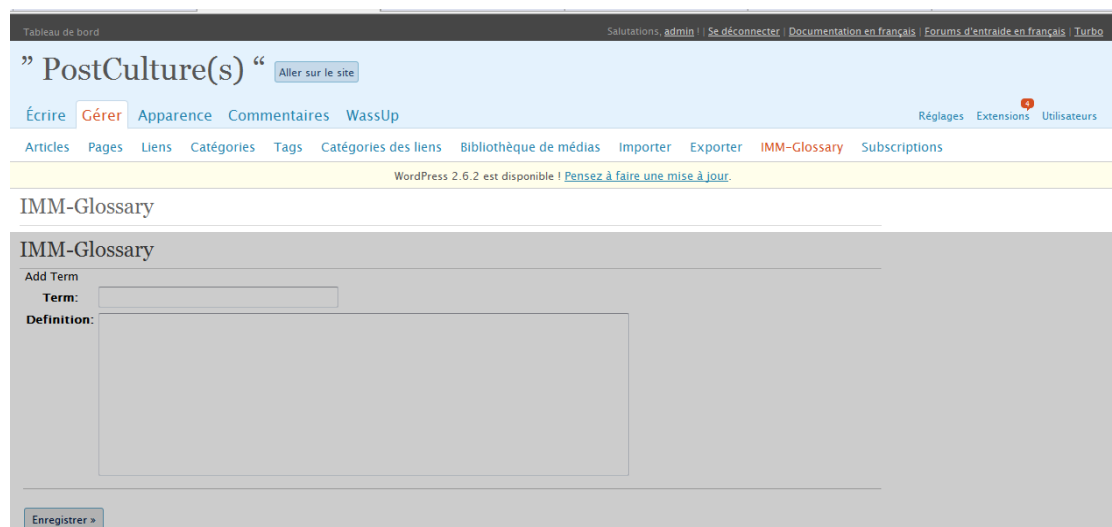 Tableau de bord Salutations, admin ! | Se déconnecter | Documentation en français | Forums d'entraide en français | Turbo
” PostCulture(s) “ Aller sur le site
4
Écrire Gérer Apparence Commentaires WassUp Réglages Extensions Utilisateurs
Articles Pages Liens Catégories Tags Catégories des liens Bibliothèque de médias Importer Exporter IMM-Glossary Subscriptions
WordPress 2.6.2 est disponible ! Pensez à faire une mise à jour.
IMM-Glossary
IMM-Glossary
Add Term
Term:
Definition:
Enregistrer »